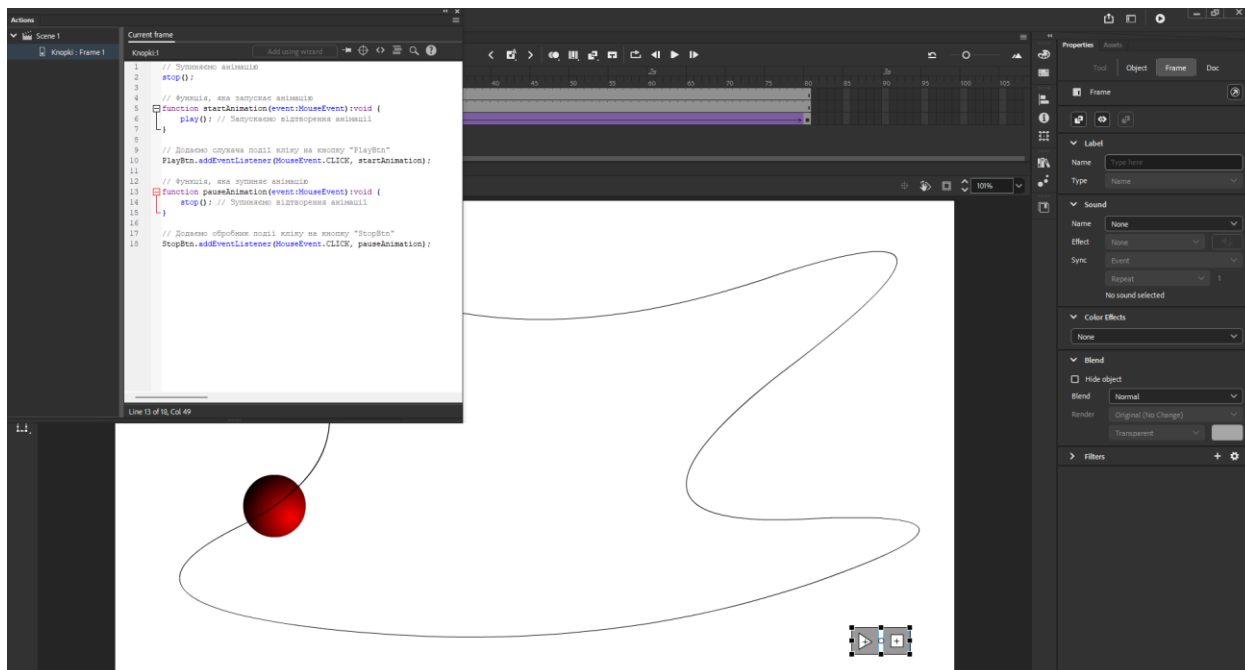 Actions
Scene 1
Knopki : Frame 1
Current frame
Knopki:1
Add using wizard
1 // Зупиняємо анімацію
2 stop();
3
4 // Функція, яка запускає анімацію
5 function startAnimation(event:MouseEvent):void {
6 play(); // Запускаємо відтворення анімації
7 }
8
9 // Додаємо слухача події кліку на кнопку "PlayBtn"
10 PlayBtn.addEventListener(MouseEvent.CLICK, startAnimation);
11
12 // Функція, яка зупиняє анімацію
13 function pauseAnimation(event:MouseEvent):void {
14 stop(); // Зупиняємо відтворення анімації
15 }
16
17 // Додаємо обробник події кліку на кнопку "StopBtn"
18 StopBtn.addEventListener(MouseEvent.CLICK, pauseAnimation);
Line 13 of 18, Col 49
2s 3s
40 45 50 55 60 65 70 75 80 85 90 95 100 105
101%
Properties Assets
Tool Object Frame Doc
Frame
Label
Name Type here
Type Name
Sound
Name None
Effect None
Sync Event
Repeat 1
No sound selected
Color Effects
None
Blend
Hide object
Blend Normal
Render Original (No Change)
Transparent
Filters